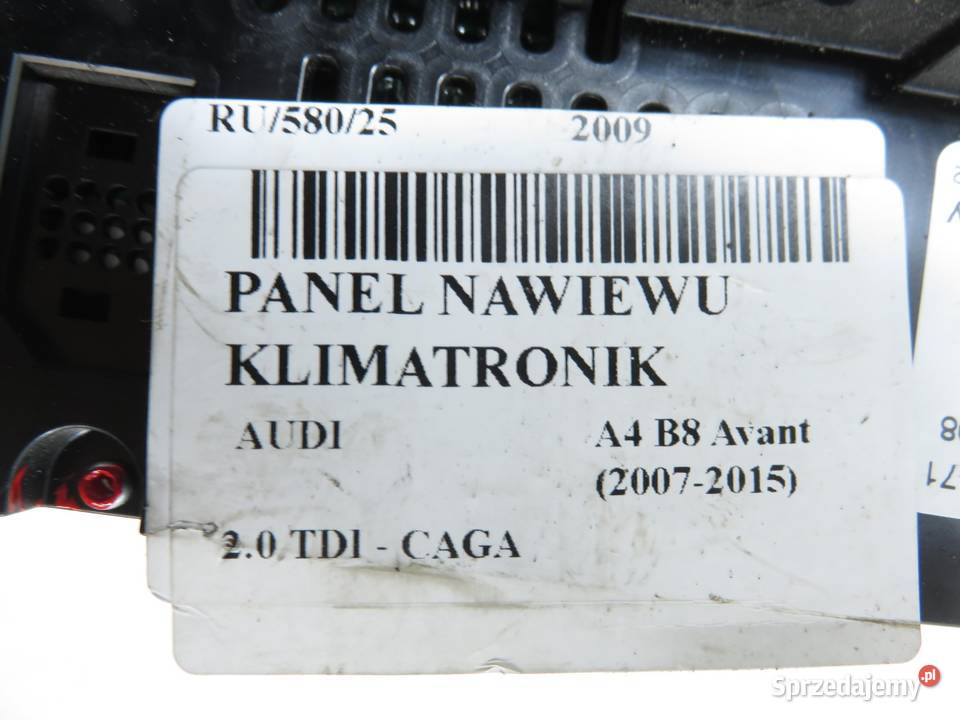 RU/580/25 2009
PANEL NAWIEWU
KLIMATRONIK
AUDI A4 B8 Avant
(2007-2015)
2.0 TDI - CAGA
Sprzedajemy.pl